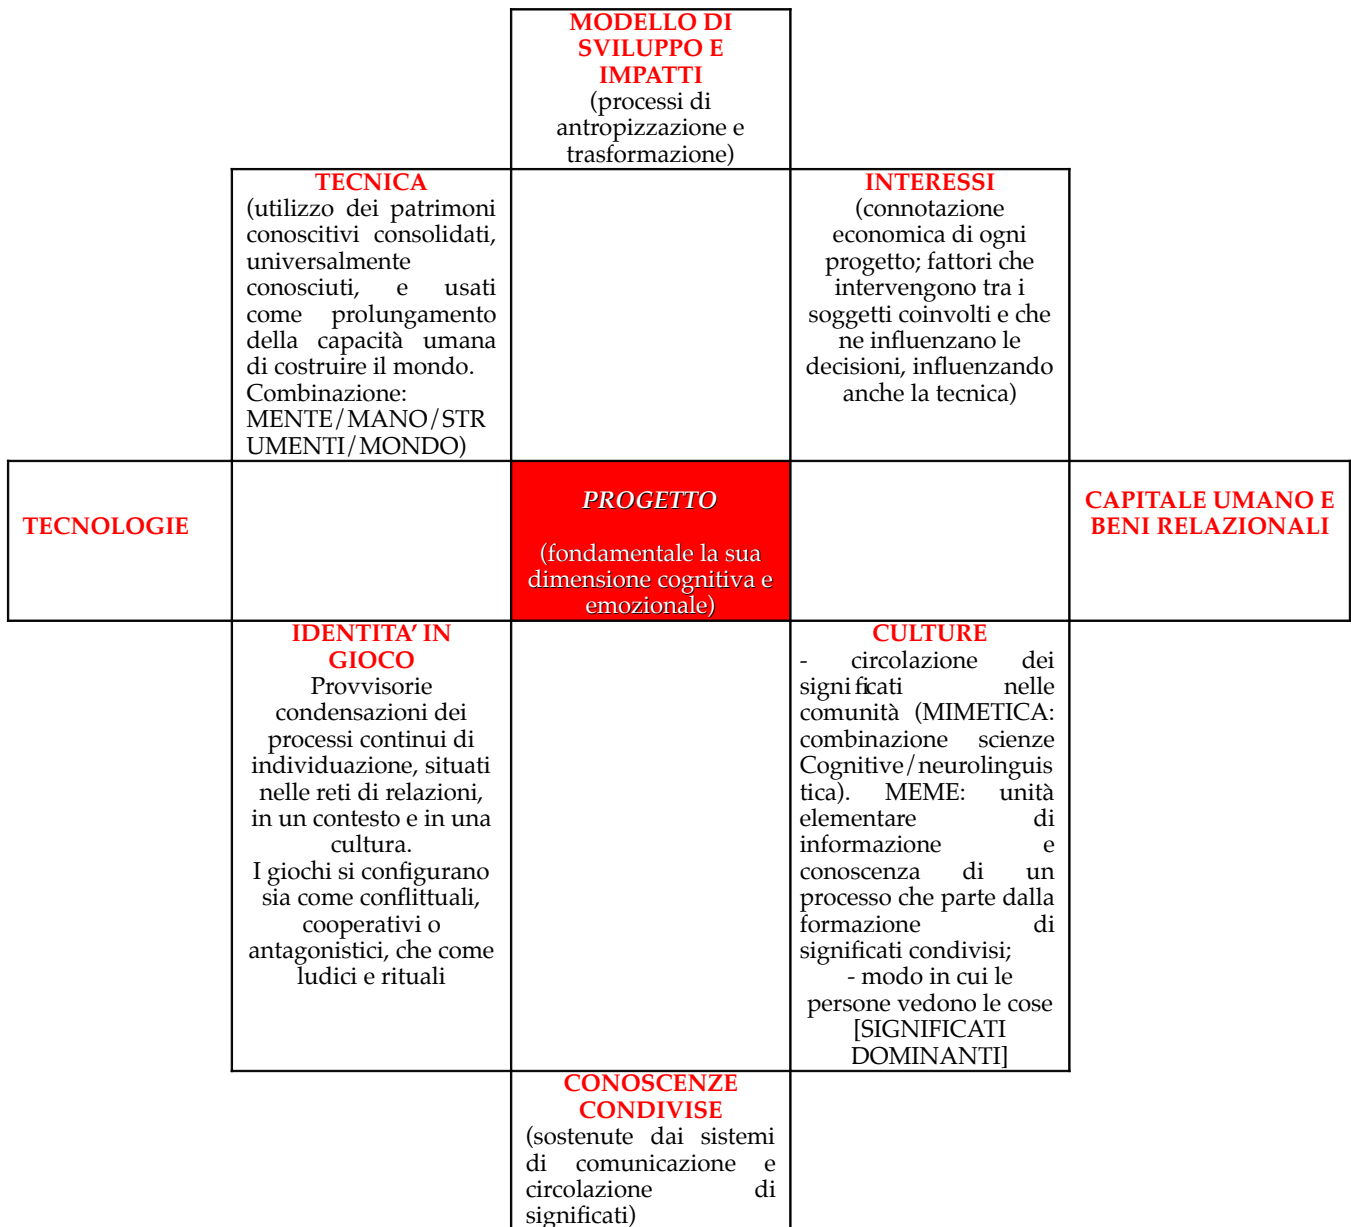 MODELLO DI
SVILUPPO E
IMPATTI
(processi di
antropizzazione e
trasformazione)
TECNICA
(utilizzo dei patrimoni
conoscitivi consolidati,
universalmente
conosciuti, e usati
come prolungamento
della capacità umana
di costruire il mondo.
Combinazione:
MENTE/MANO/STR
UMENTI/MONDO)
INTERESSI
(connotazione
economica di ogni
progetto; fattori che
intervengono tra i
soggetti coinvolti e che
ne influenzano le
decisioni, influenzando
anche la tecnica)
TECNOLOGIE
PROGETTO
(fondamentale la sua
dimensione cognitiva e
emozionale)
CAPITALE UMANO E
BENI RELAZIONALI
IDENTITA' IN
GIOCO
Provvisorie
condensazioni dei
processi continui di
individuazione, situati
nelle reti di relazioni,
in un contesto e in una
cultura.
I giochi si configurano
sia come conflittuali,
cooperativi o
antagonistici, che come
ludici e rituali
CULTURE
- circolazione dei
significati nelle
comunità (MIMETICA:
combinazione scienze
Cognitive/neurolinguis
tica). MEME: unità
elementare di
informazione e
conoscenza di un
processo che parte dalla
formazione di
significati condivisi;
- modo in cui le
persone vedono le cose
[SIGNIFICATI
DOMINANTI]
CONOSCENZE
CONDIVISE
(sostenute dai sistemi
di comunicazione e
circolazione di
significati)